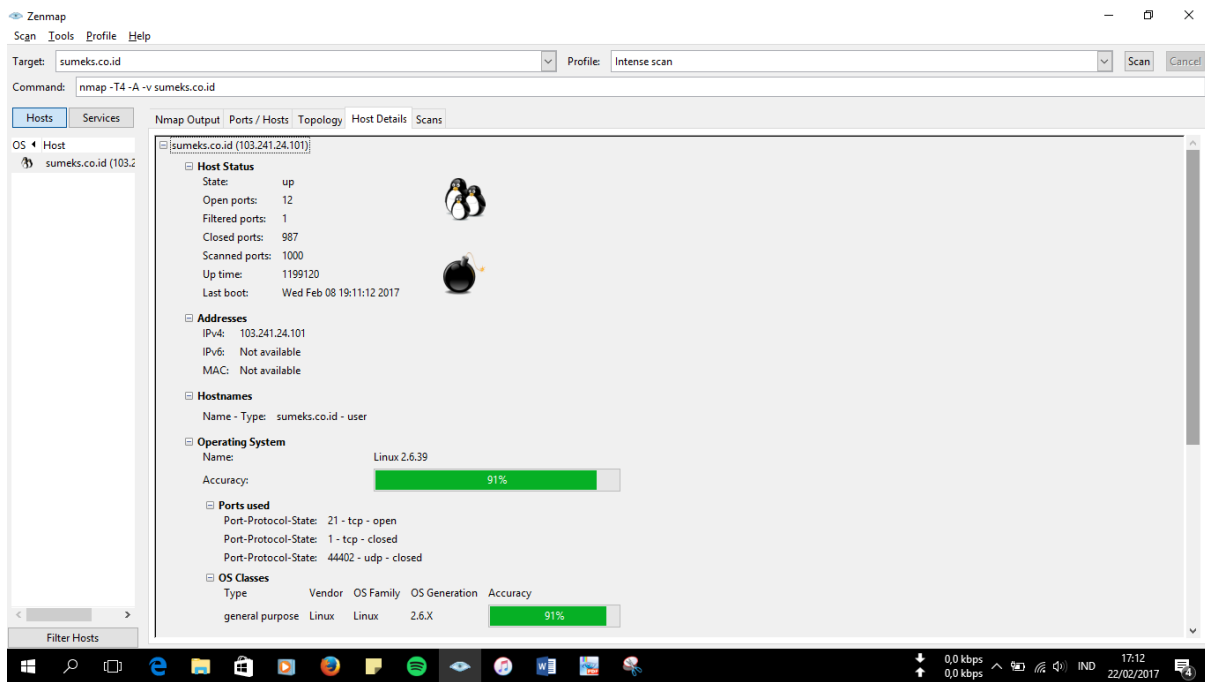 Zenmap
Scan Tools Profile Help
Target: sumeks.co.id Profile: Intense scan Scan Cancel
Command: nmap -T4 -A -v sumeks.co.id
Hosts Services Nmap Output Ports / Hosts Topology Host Details Scans
OS Host
sumeks.co.id (103.2
sumeks.co.id (103.241.24.101)
Host Status
State: up
Open ports: 12
Filtered ports: 1
Closed ports: 987
Scanned ports: 1000
Up time: 1199120
Last boot: Wed Feb 08 19:11:12 2017
Addresses
IPv4: 103.241.24.101
IPv6: Not available
MAC: Not available
Hostnames
Name - Type: sumeks.co.id - user
Operating System
Name: Linux 2.6.39
Accuracy: 91%
Ports used
Port-Protocol-State: 21 - tcp - open
Port-Protocol-State: 1 - tcp - closed
Port-Protocol-State: 44402 - udp - closed
OS Classes
Type Vendor OS Family OS Generation Accuracy
general purpose Linux Linux 2.6.X 91%
Filter Hosts
0,0 kbps
0,0 kbps
IND
17:12
22/02/2017
4